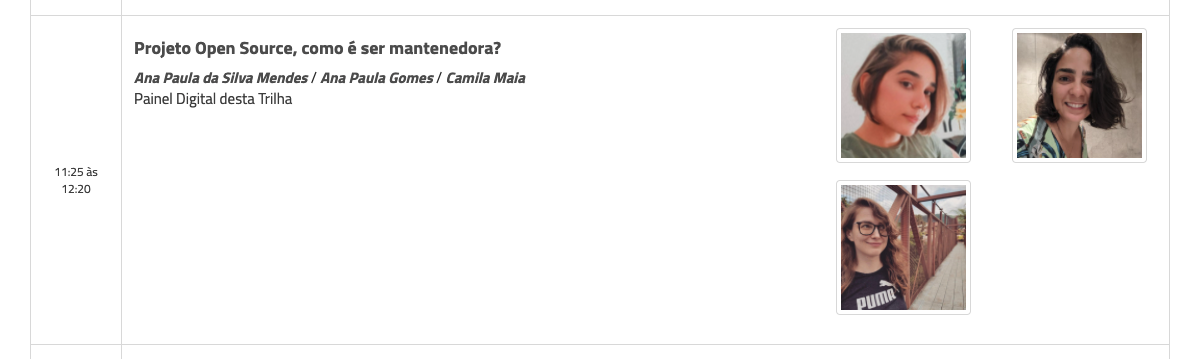 Projeto Open Source, como é ser mantenedora?
Ana Paula da Silva Mendes / Ana Paula Gomes / Camila Maia
Painel Digital desta Trilha
11:25 às
12:20
PUMA